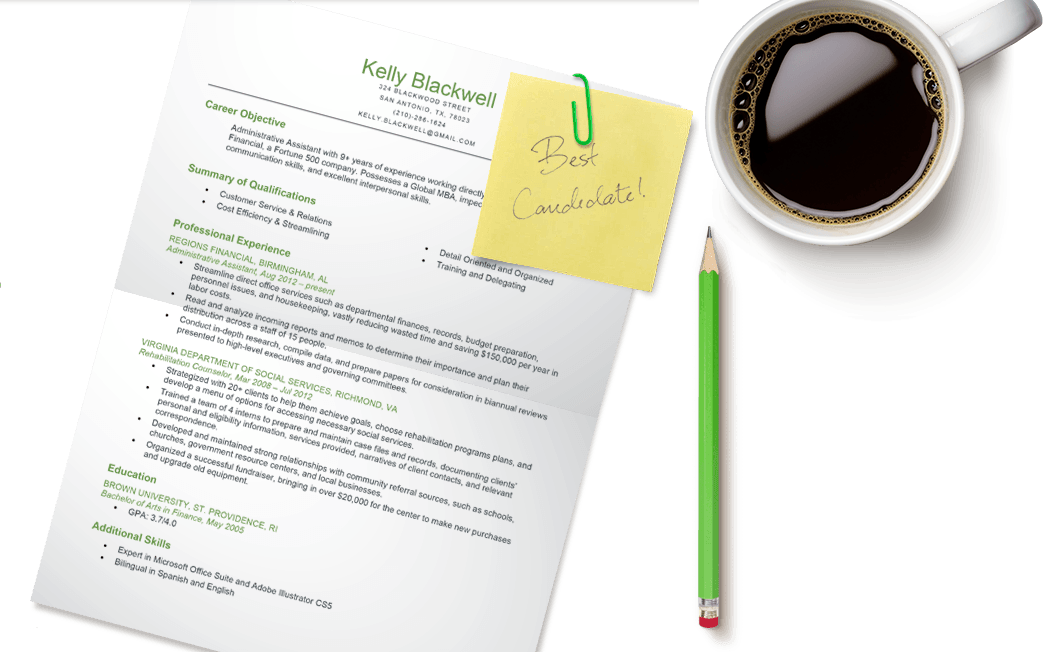 Kelly Blackwell
224 BLACKWOOD STREET
SAN ANTONIO, TX, 78023
(210)-286-1624
KELLY.BLACKWELL@GMAIL.COM
Best
Candidate!
Career Objective
Administrative Assistant with 9+ years of experience working directly
Financial, a Fortune 500 company. Possesses a Global MBA, impec
communication skills, and excellent interpersonal skills.
Summary of Qualifications
• Customer Service & Relations
• Cost Efficiency & Streamlining
• Detail Oriented and Organized
• Training and Delegating
Professional Experience
REGIONS FINANCIAL, BIRMINGHAM, AL
Administrative Assistant, Aug 2012 – present
• Streamline direct office services such as departmental finances, records, budget preparation,
personnel issues, and housekeeping, vastly reducing wasted time and saving $150,000 per year in
labor costs.
• Read and analyze incoming reports and memos to determine their importance and plan their
distribution across a staff of 15 people.
• Conduct in-depth research, compile data, and prepare papers for consideration in biannual reviews
presented to high-level executives and governing committees.
VIRGINIA DEPARTMENT OF SOCIAL SERVICES, RICHMOND, VA
Rehabilitation Counselor, Mar 2008 – Jul 2012
• Strategized with 20+ clients to help them achieve goals, choose rehabilitation programs plans, and
develop a menu of options for accessing necessary social services.
• Trained a team of 4 interns to prepare and maintain case files and records, documenting clients'
personal and eligibility information, services provided, narratives of client contacts, and relevant
correspondence.
• Developed and maintained strong relationships with community referral sources, such as schools,
churches, government resource centers, and local businesses.
• Organized a successful fundraiser, bringing in over $20,000 for the center to make new purchases
and upgrade old equipment.
Education
BROWN UNIVERSITY, ST. PROVIDENCE, RI
Bachelor of Arts in Finance, May 2005
• GPA: 3.7/4.0
Additional Skills
• Expert in Microsoft Office Suite and Adobe Illustrator CS5
• Bilingual in Spanish and English